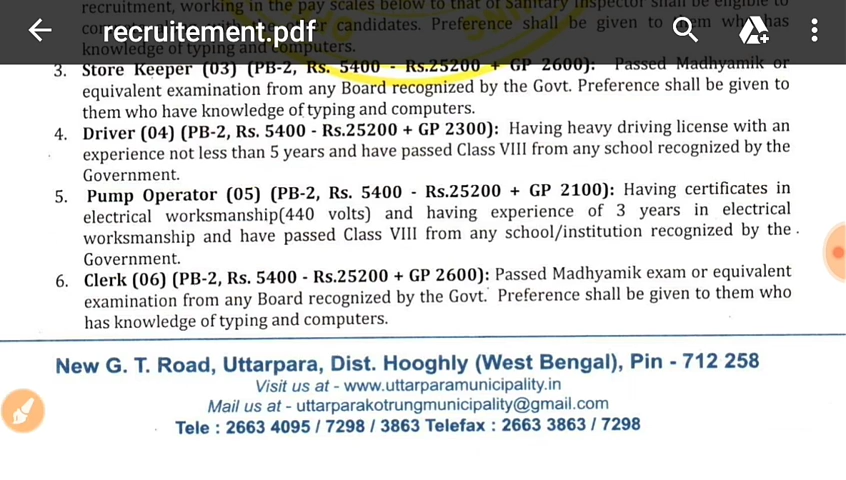 recruitment, working in the pay scales below to that of Sanitary Inspector shall be eligible to
candidates. Preference shall be given to them who has
recruitement.pdf
knowledge of typing and computers.
3. Store Keeper (03) (PB-2, Rs. 5400 - Rs.25200 + GP 2600): Passed Madhyamik or
equivalent examination from any Board recognized by the Govt. Preference shall be given to
them who have knowledge of typing and computers.
4. Driver (04) (PB-2, Rs. 5400 - Rs.25200 + GP 2300): Having heavy driving license with an
experience not less than 5 years and have passed Class VIII from any school recognized by the
Government.
5. Pump Operator (05) (PB-2, Rs. 5400 - Rs.25200 + GP 2100): Having certificates in
electrical worksmanship(440 volts) and having experience of 3 years in electrical
worksmanship and have passed Class VIII from any school/institution recognized by the
Government.
6. Clerk (06) (PB-2, Rs. 5400 - Rs.25200 + GP 2600): Passed Madhyamik exam or equivalent
examination from any Board recognized by the Govt. Preference shall be given to them who
has knowledge of typing and computers.
New G. T. Road, Uttarpara, Dist. Hooghly (West Bengal), Pin - 712 258
Visit us at - www.uttarparamunicipality.in
Mail us at - uttarparakotrungmunicipality@gmail.com
Tele : 2663 4095 / 7298 / 3863 Telefax : 2663 3863 / 7298